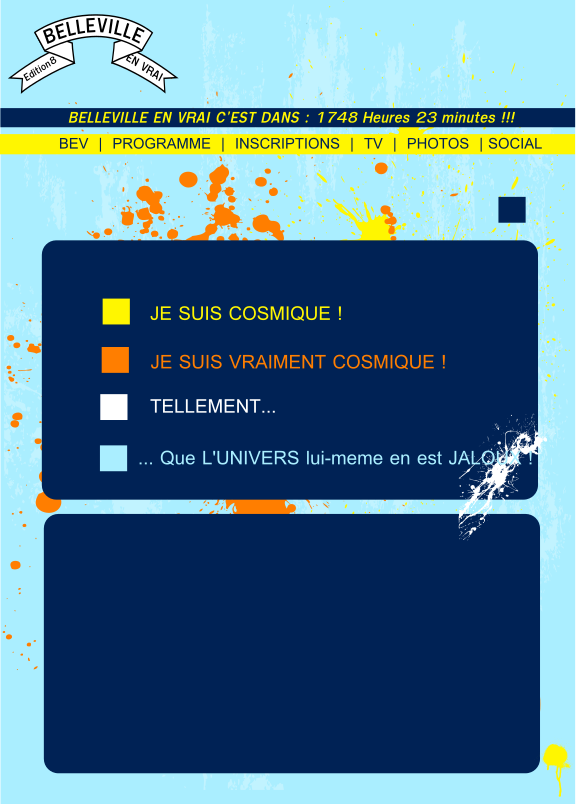 BELLEVILLE
Edition8
EN VRAI
BELLEVILLE EN VRAI C'EST DANS : 1748 Heures 23 minutes !!!
BEV | PROGRAMME | INSCRIPTIONS | TV | PHOTOS | SOCIAL
JE SUIS COSMIQUE !
JE SUIS VRAIMENT COSMIQUE !
TELLEMENT...
... Que L'UNIVERS lui-meme en est JALOUX !